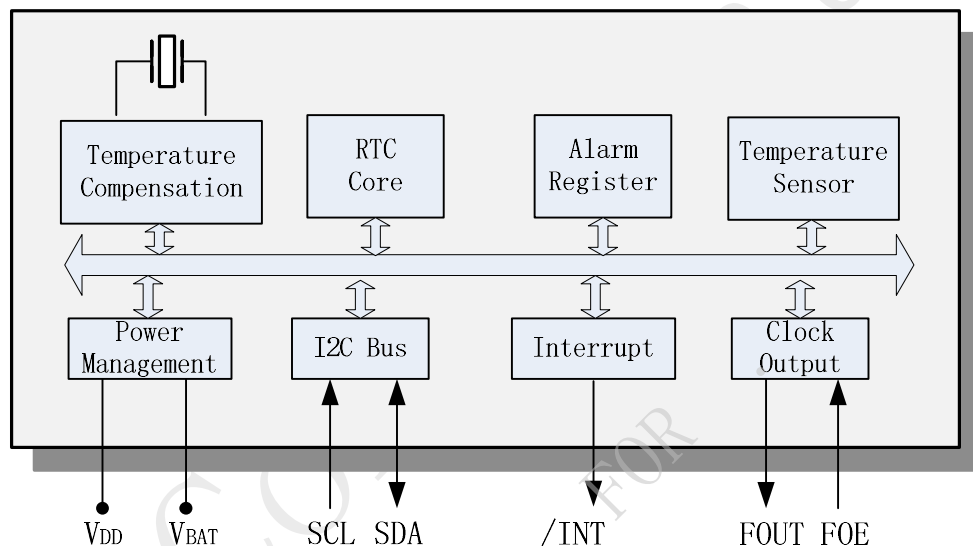 Temperature
Compensation
RTC
Core
Alarm
Register
Temperature
Sensor
Power
Management
I2C Bus
Interrupt
Clock
Output
FOR
VDD
VBAT
SCL
SDA
/INT
FOUT
FOE